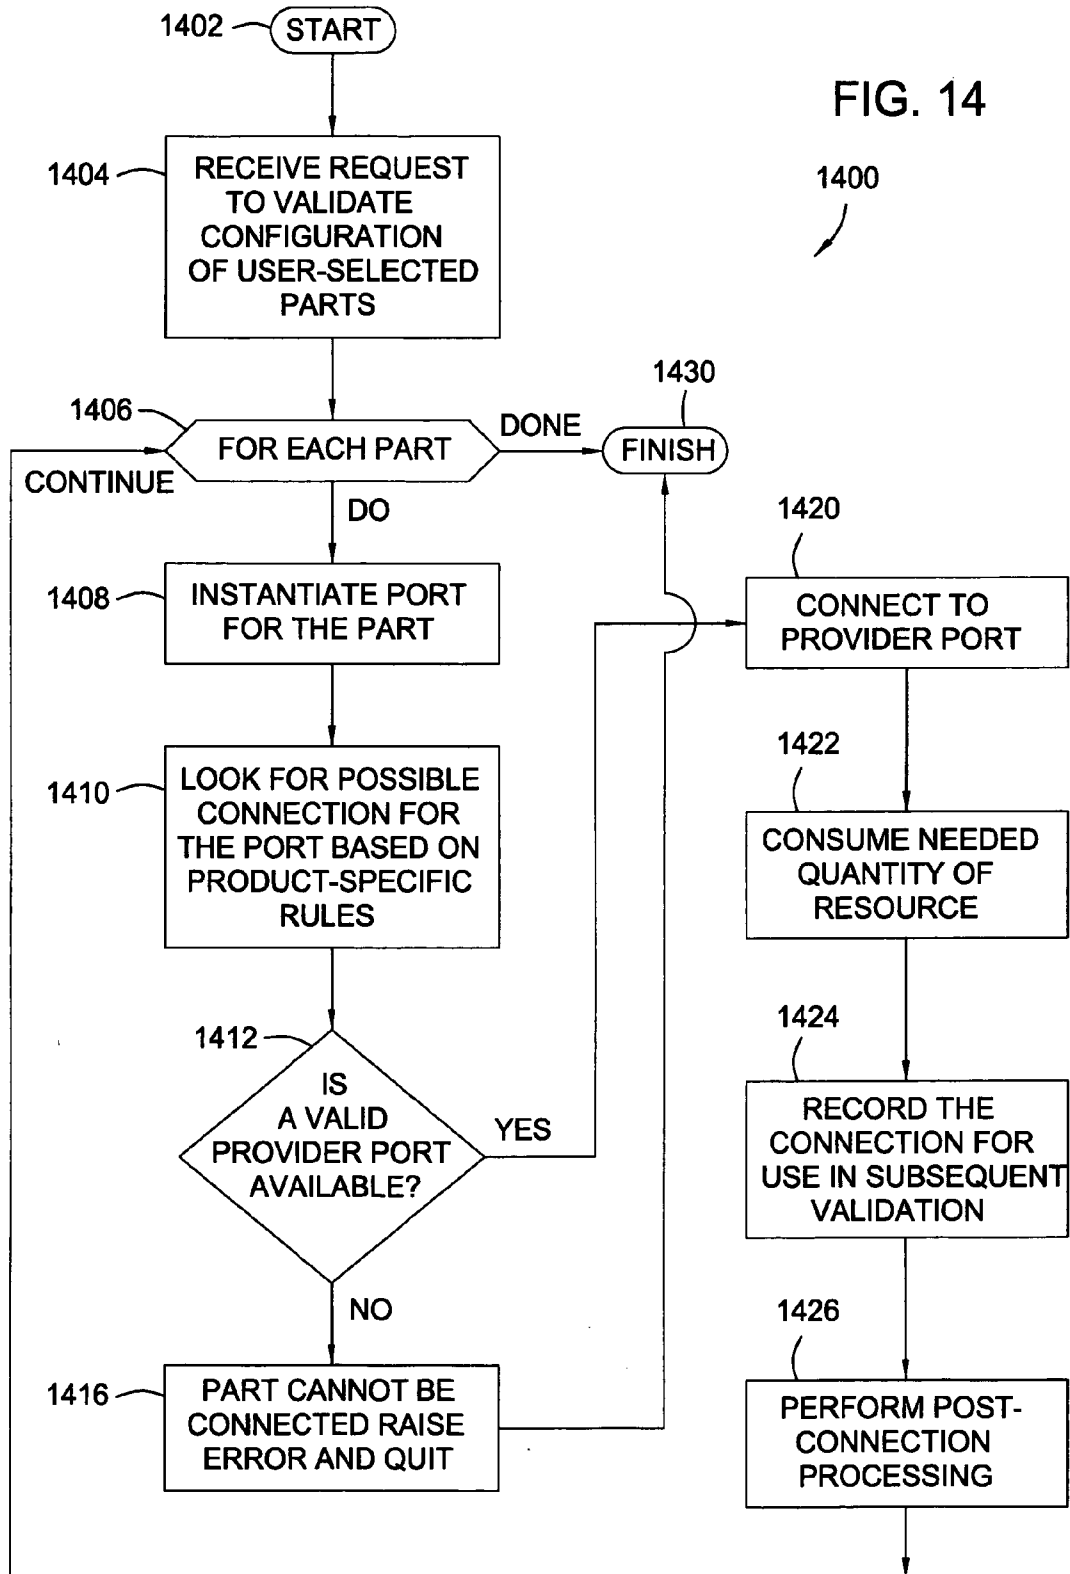 1402
START
FIG. 14
1400
1404
RECEIVE REQUEST
TO VALIDATE
CONFIGURATION
OF USER-SELECTED
PARTS
1406
FOR EACH PART
DONE
1430
FINISH
CONTINUE
DO
1408
INSTANTIATE PORT
FOR THE PART
1410
LOOK FOR POSSIBLE
CONNECTION FOR
THE PORT BASED ON
PRODUCT-SPECIFIC
RULES
1412
IS
A VALID
PROVIDER PORT
AVAILABLE?
YES
NO
1416
PART CANNOT BE
CONNECTED RAISE
ERROR AND QUIT
1420
CONNECT TO
PROVIDER PORT
1422
CONSUME NEEDED
QUANTITY OF
RESOURCE
1424
RECORD THE
CONNECTION FOR
USE IN SUBSEQUENT
VALIDATION
1426
PERFORM POST-
CONNECTION
PROCESSING